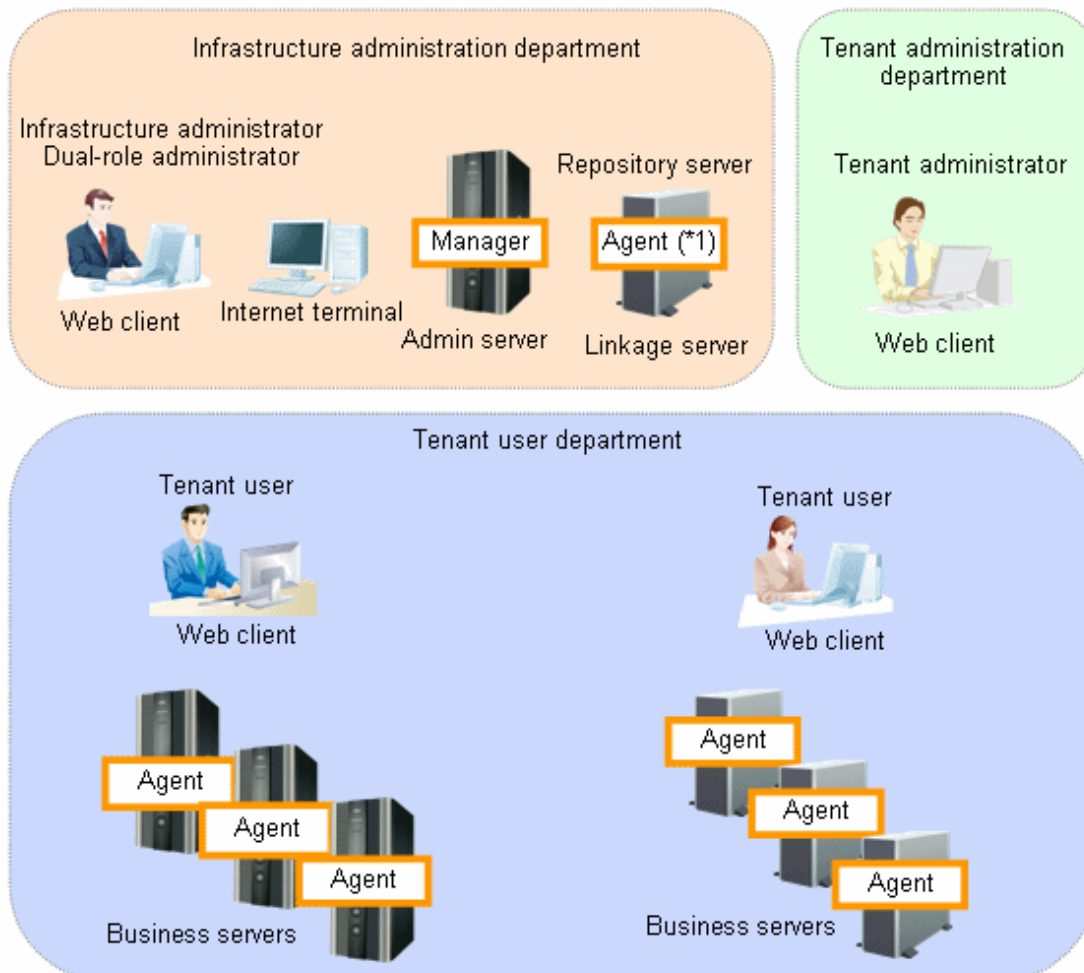 Infrastructure administration department
Infrastructure administrator
Dual-role administrator
Web client
Internet terminal
Manager
Admin server
Repository server
Agent (*1)
Linkage server
Tenant administration
department
Tenant administrator
Web client
Tenant user department
Tenant user
Web client
Tenant user
Web client
Agent
Agent
Agent
Business servers
Agent
Agent
Agent
Business servers